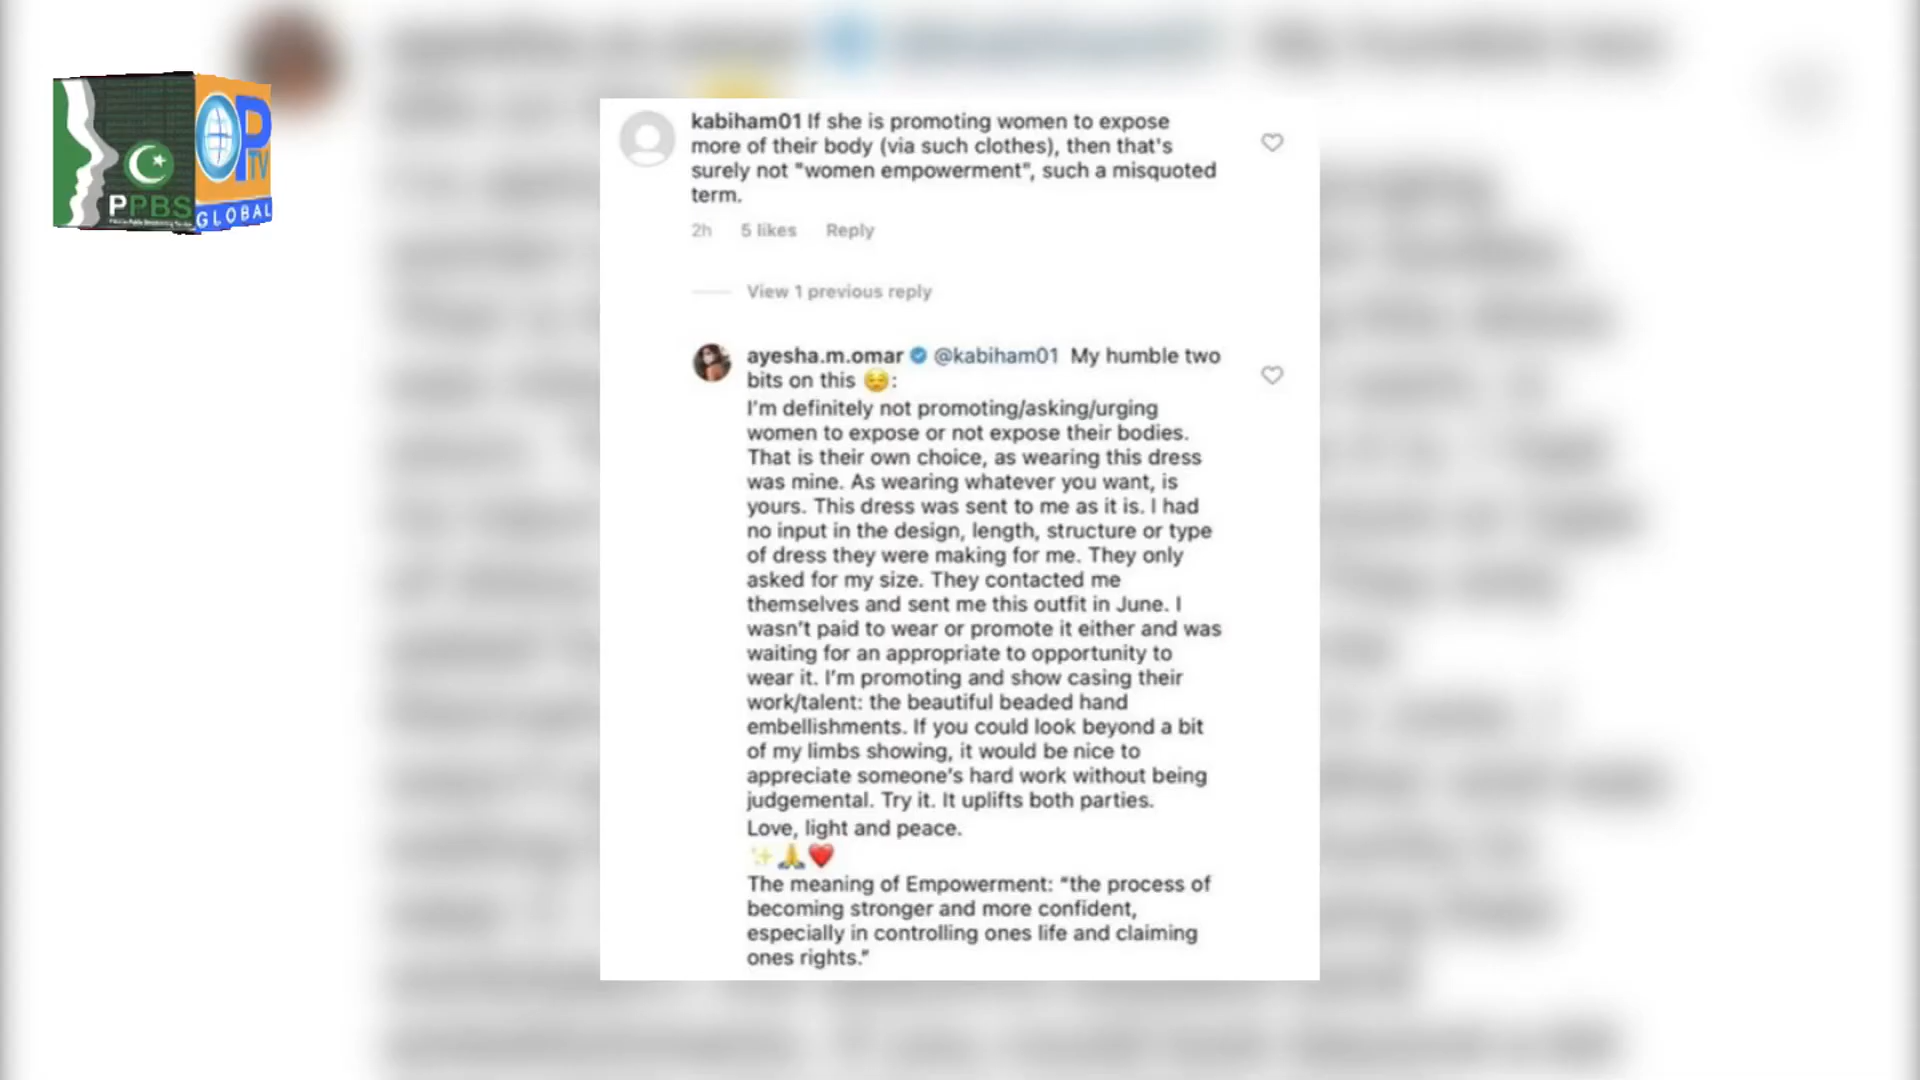 PPBS
OP
TV
GLOBAL
kabiham01 If she is promoting women to expose
more of their body (via such clothes), then that's
surely not "women empowerment", such a misquoted
term.
2h 5 likes Reply
View 1 previous reply
ayesha.m.omar @kabiham01 My humble two
bits on this 😔:
I'm definitely not promoting/asking/urging
women to expose or not expose their bodies.
That is their own choice, as wearing this dress
was mine. As wearing whatever you want, is
yours. This dress was sent to me as it is. I had
no input in the design, length, structure or type
of dress they were making for me. They only
asked for my size. They contacted me
themselves and sent me this outfit in June. I
wasn't paid to wear or promote it either and was
waiting for an appropriate to opportunity to
wear it. I'm promoting and show casing their
work/talent: the beautiful beaded hand
embellishments. If you could look beyond a bit
of my limbs showing, it would be nice to
appreciate someone's hard work without being
judgemental. Try it. It uplifts both parties.
Love, light and peace.
✨🙏❤️
The meaning of Empowerment: "the process of
becoming stronger and more confident,
especially in controlling ones life and claiming
ones rights."